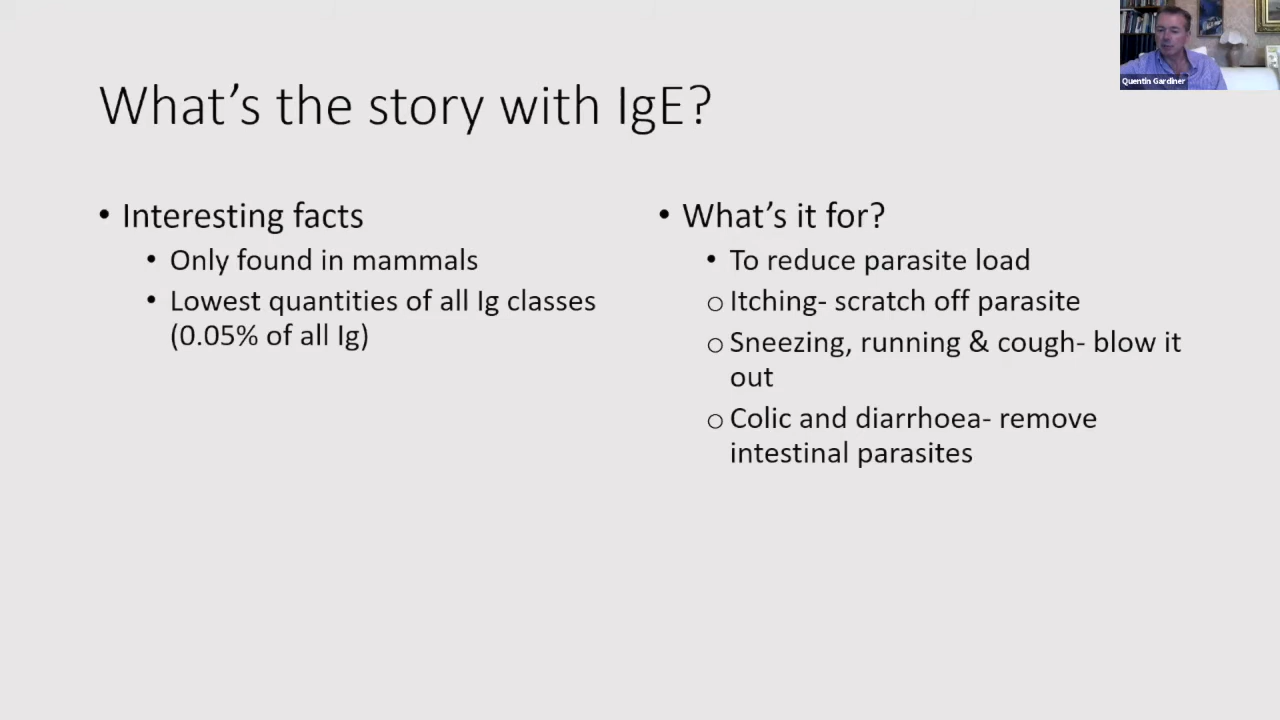 Quentin Gardiner
What's the story with IgE?
• Interesting facts
• Only found in mammals
• Lowest quantities of all Ig classes
(0.05% of all Ig)
• What's it for?
• To reduce parasite load
o Itching- scratch off parasite
o Sneezing, running & cough- blow it
out
o Colic and diarrhoea- remove
intestinal parasites